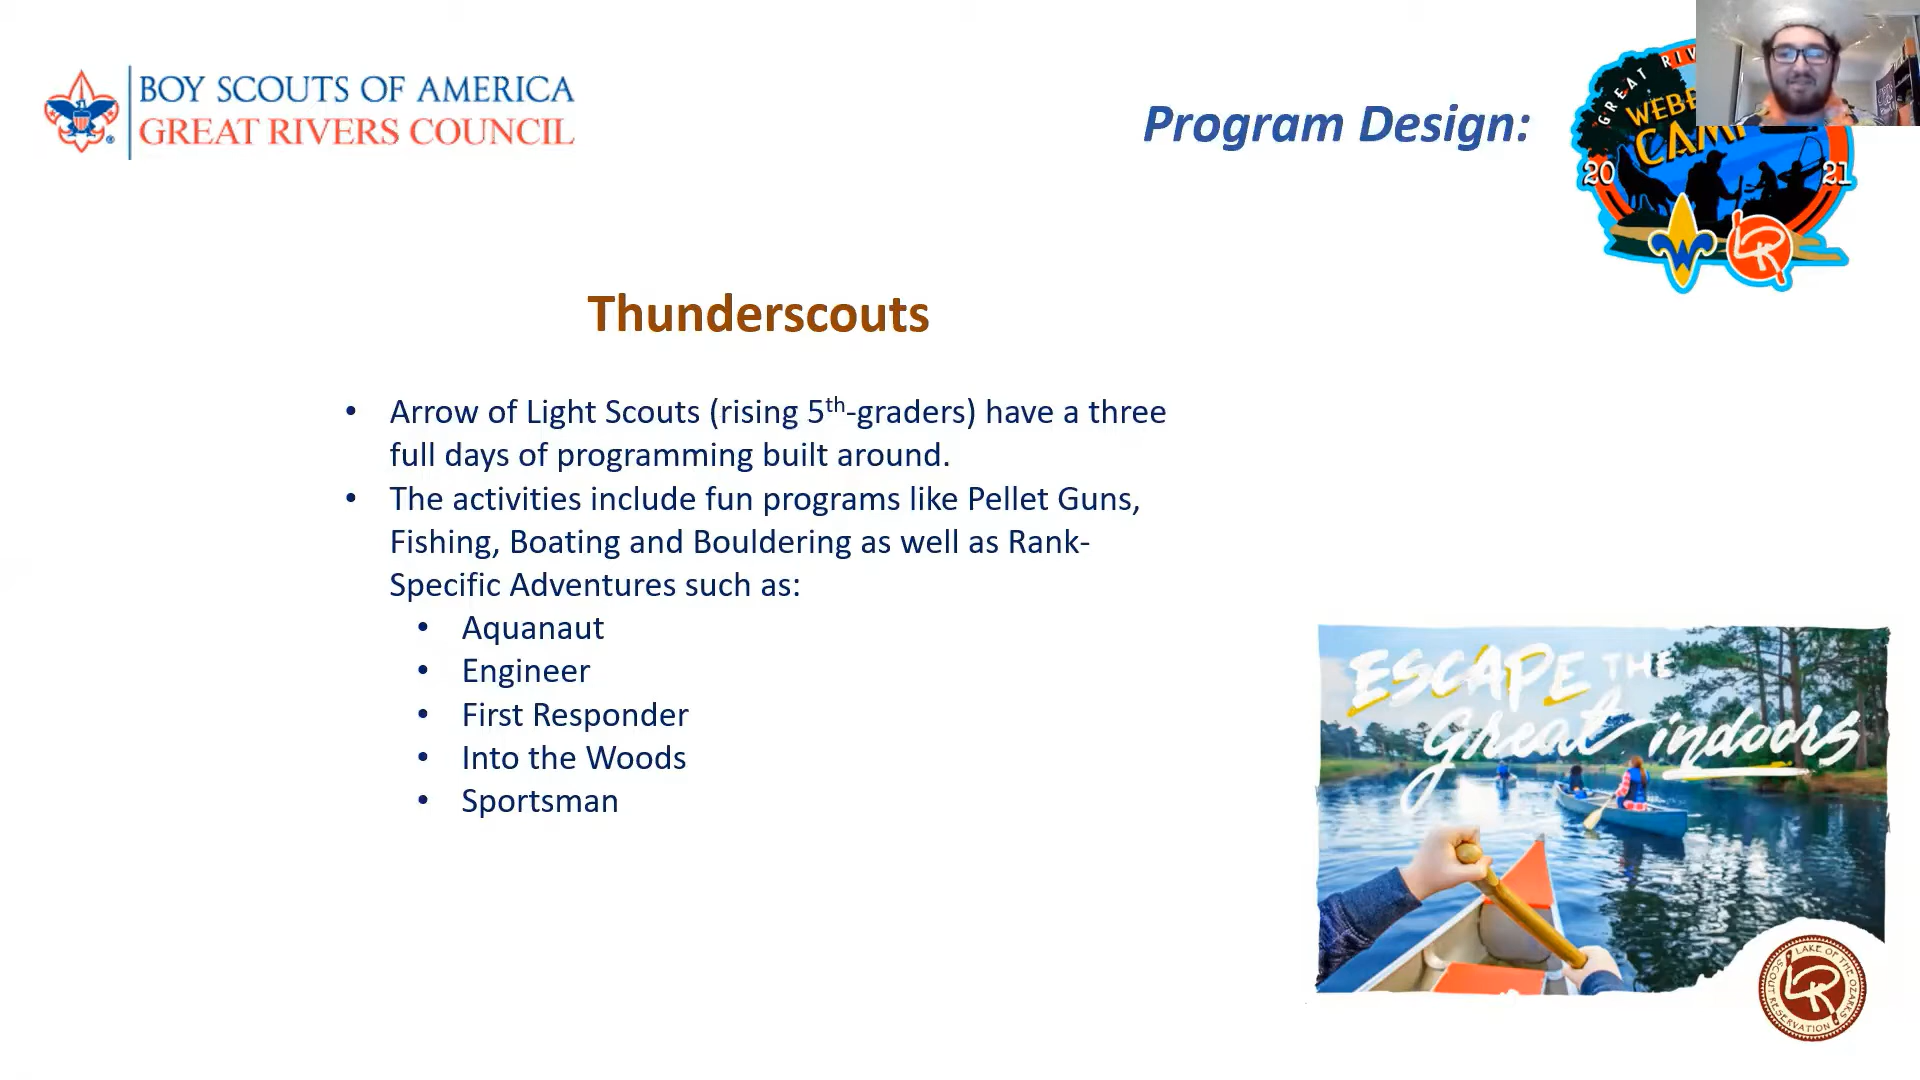 BOY SCOUTS OF AMERICA
GREAT RIVERS COUNCIL
Program Design:
GREAT
CAMP
20 21
W
LR
Thunderscouts
• Arrow of Light Scouts (rising 5th-graders) have a three
full days of programming built around.
• The activities include fun programs like Pellet Guns,
Fishing, Boating and Bouldering as well as Rank-
Specific Adventures such as:
• Aquanaut
• Engineer
• First Responder
• Into the Woods
• Sportsman
ESCAPE THE
great indoors
LAKE OF THE OZARKS
SCOUT RESERVATION
LR